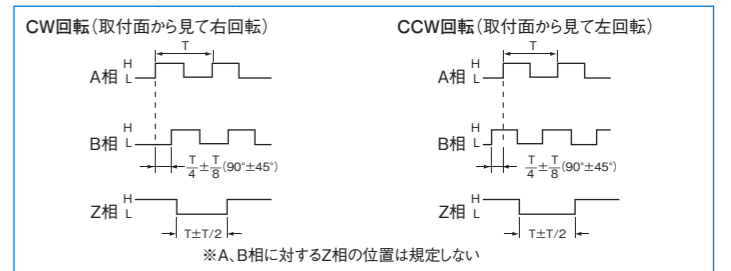 CW回転(取付面から見て右回転)
T
A相 H L
B相 H L
T/4±T/8(90°±45°)
Z相 H L
T±T/2
CCW回転(取付面から見て左回転)
T
A相 H L
B相 H L
T/4±T/8(90°±45°)
Z相 H L
T±T/2
※A、B相に対するZ相の位置は規定しない